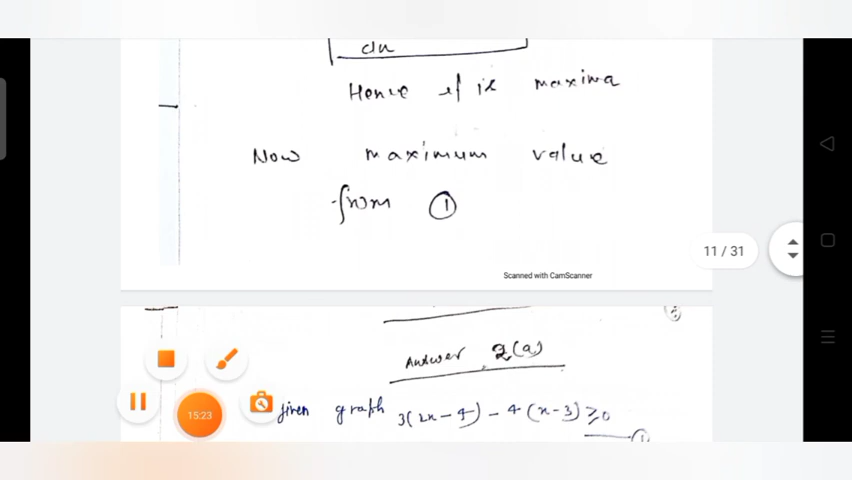 dx
Hence it is maxima
Now maximum value
from ①
11 / 31
Scanned with CamScanner
Answer 2(a)
15:23
given graph 3(2x-4) - 4(x-3) ≥0
①